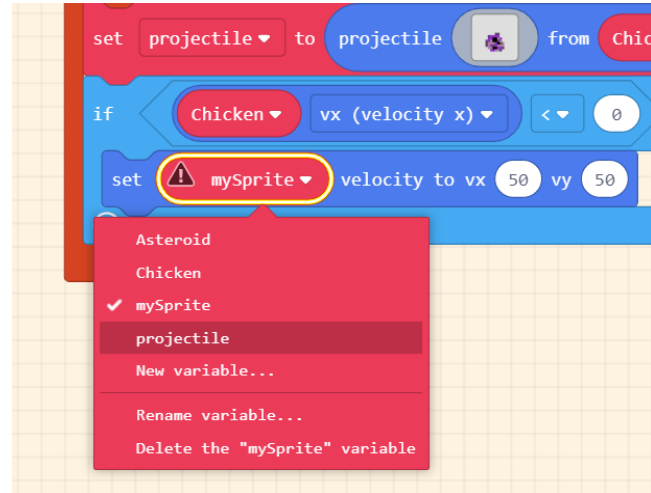 set projectile to projectile from Chic
if Chicken vx (velocity x) < 0
set mySprite velocity to vx 50 vy 50
Asteroid
Chicken
mySprite
projectile
New variable...
Rename variable...
Delete the "mySprite" variable